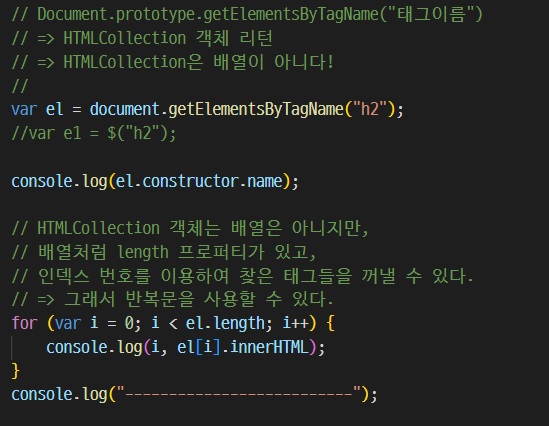 // Document.prototype.getElementsByTagName("태그이름")
// => HTMLCollection 객체 리턴
// => HTMLCollection은 배열이 아니다!
//
var el = document.getElementsByTagName("h2");
//var e1 = $("h2");
console.log(el.constructor.name);
// HTMLCollection 객체는 배열은 아니지만,
// 배열처럼 length 프로퍼티가 있고,
// 인덱스 번호를 이용하여 찾은 태그들을 꺼낼 수 있다.
// => 그래서 반복문을 사용할 수 있다.
for (var i = 0; i < el.length; i++) {
    console.log(i, el[i].innerHTML);
}
console.log("--------------------------");